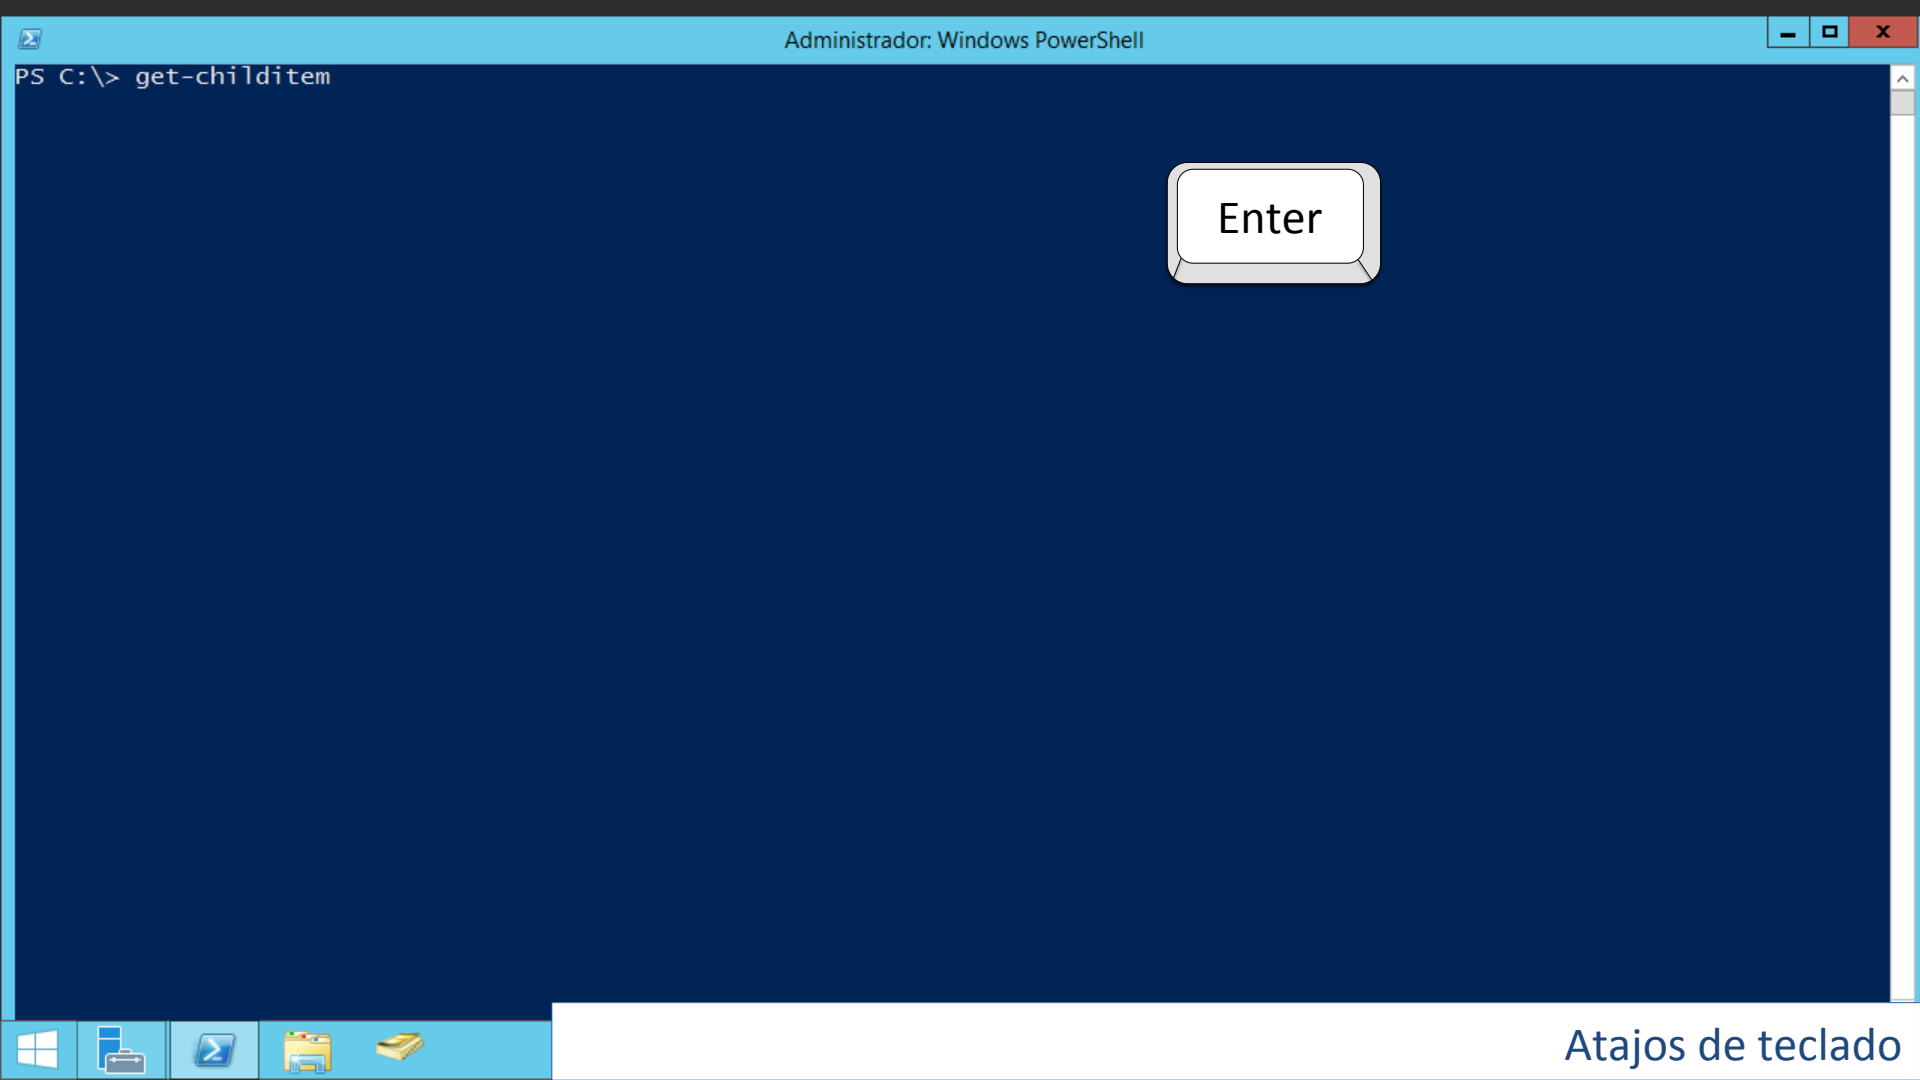 Administrador: Windows PowerShell
PS C:\> get-childitem
Enter
Atajos de teclado